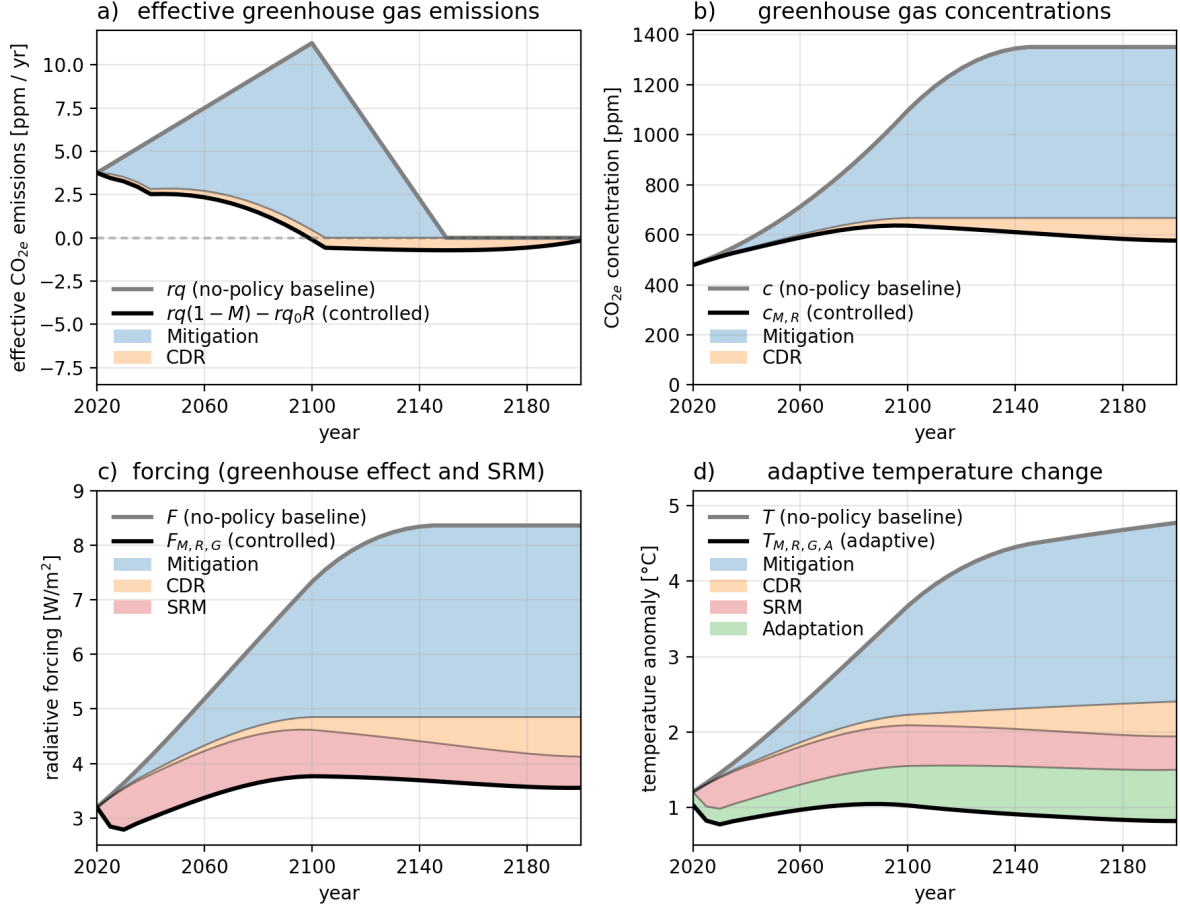 a) effective greenhouse gas emissions
effective CO2e emissions [ppm / yr]
10.0
7.5
5.0
2.5
0.0
−2.5
−5.0
−7.5
rq (no-policy baseline)
rq(1 − M) − rq0R (controlled)
Mitigation
CDR
2020 2060 2100 2140 2180
year
b) greenhouse gas concentrations
CO2e concentration [ppm]
1400
1200
1000
800
600
400
200
0
c (no-policy baseline)
cM, R (controlled)
Mitigation
CDR
2020 2060 2100 2140 2180
year
c) forcing (greenhouse effect and SRM)
radiative forcing [W/m2]
9
8
7
6
5
4
3
F (no-policy baseline)
FM, R, G (controlled)
Mitigation
CDR
SRM
2020 2060 2100 2140 2180
year
d) adaptive temperature change
temperature anomaly [°C]
5
4
3
2
1
T (no-policy baseline)
TM, R, G, A (adaptive)
Mitigation
CDR
SRM
Adaptation
2020 2060 2100 2140 2180
year